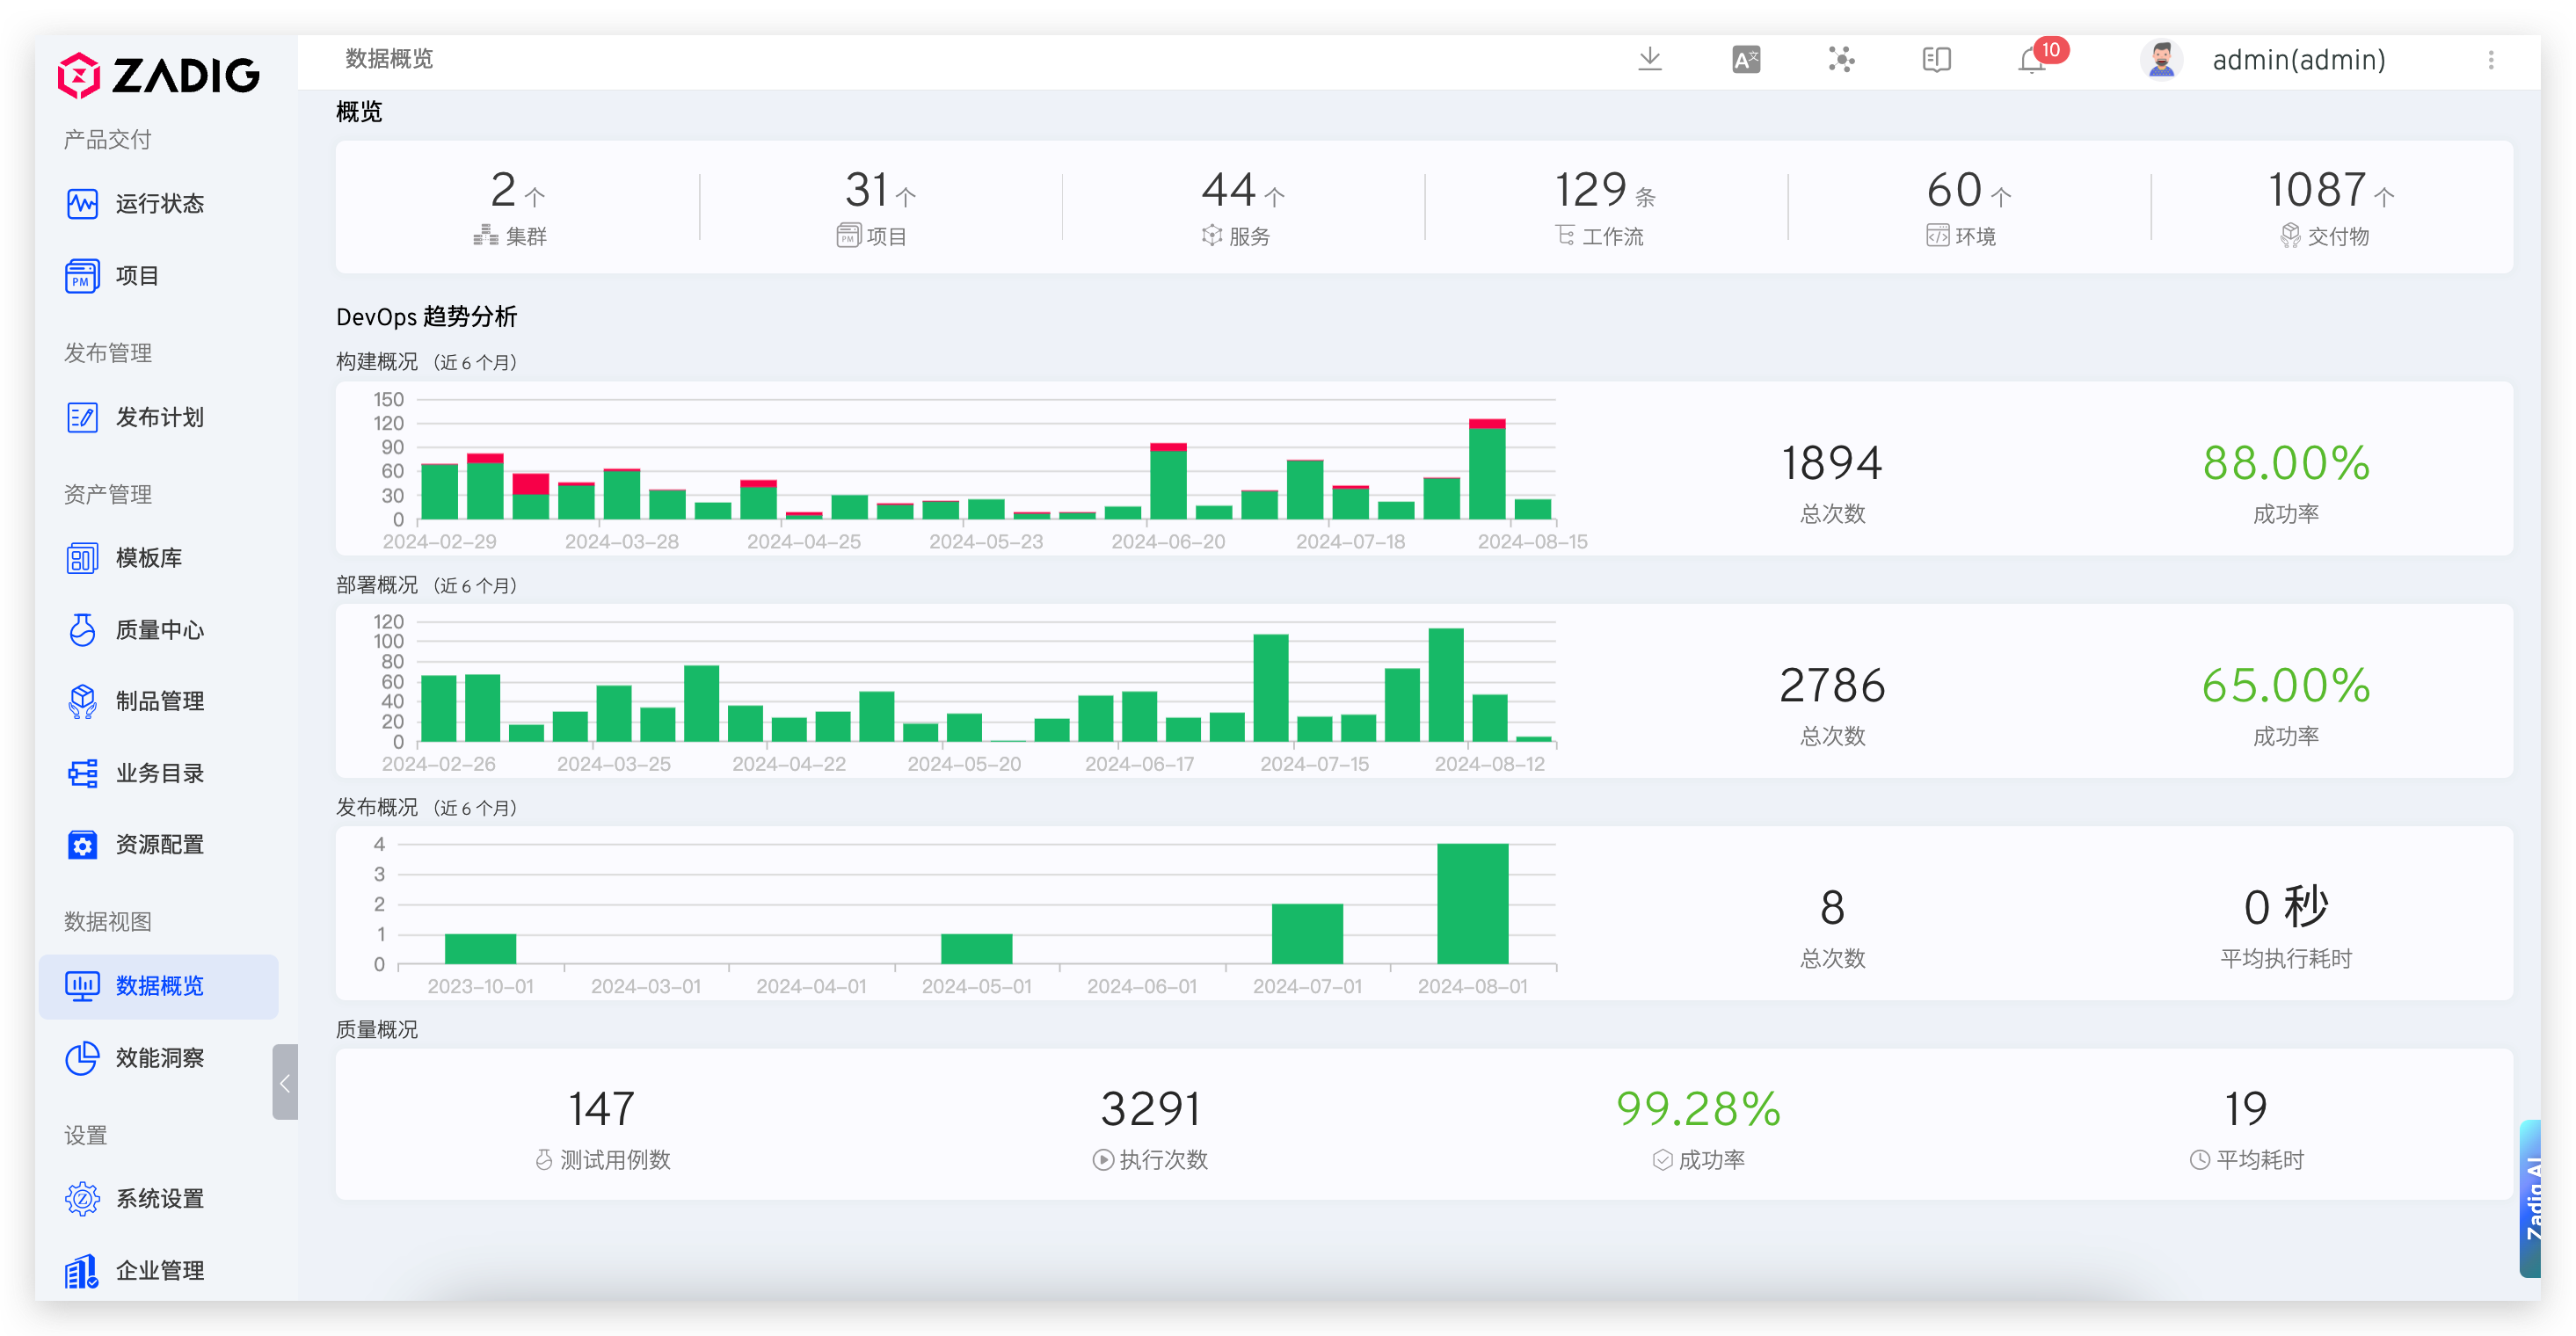 ZADIG
数据概览
A文
10
admin(admin)
产品交付
运行状态
PM
项目
发布管理
发布计划
资产管理
模板库
质量中心
制品管理
业务目录
资源配置
数据视图
数据概览
效能洞察
设置
系统设置
企业管理
概览
2 个 31 个 44 个 129 条 60 个 1087 个
集群 PM 项目 服务 工作流 环境 交付物
DevOps 趋势分析
构建概况 (近 6 个月)
150
120
90
60
30
0
2024-02-29 2024-03-28 2024-04-25 2024-05-23 2024-06-20 2024-07-18 2024-08-15
1894 88.00%
总次数 成功率
部署概况 (近 6 个月)
120
100
80
60
40
20
0
2024-02-26 2024-03-25 2024-04-22 2024-05-20 2024-06-17 2024-07-15 2024-08-12
2786 65.00%
总次数 成功率
发布概况 (近 6 个月)
4
3
2
1
0
2023-10-01 2024-03-01 2024-04-01 2024-05-01 2024-06-01 2024-07-01 2024-08-01
8 0 秒
总次数 平均执行耗时
质量概况
147 3291 99.28% 19
测试用例数 执行次数 成功率 平均耗时
Zadig AI